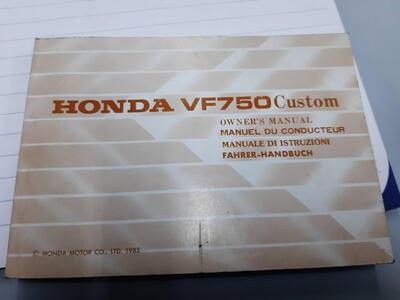 HONDA VF750 Custom
OWNER'S MANUAL
MANUEL DU CONDUCTEUR
MANUALE DI ISTRUZIONI
FAHRER-HANDBUCH
© HONDA MOTOR CO., LTD. 1983